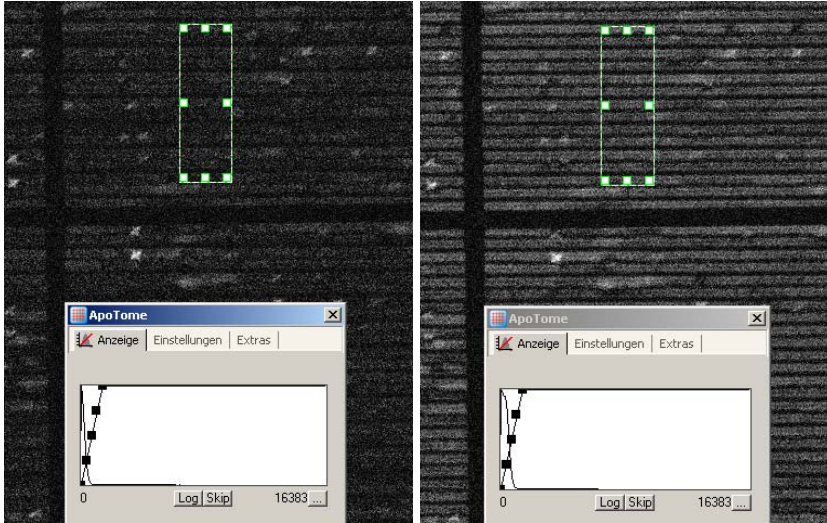 ApoTome
Anzeige Einstellungen Extras
0 Log Skip 16383 ...
ApoTome
Anzeige Einstellungen Extras
0 Log Skip 16383 ...